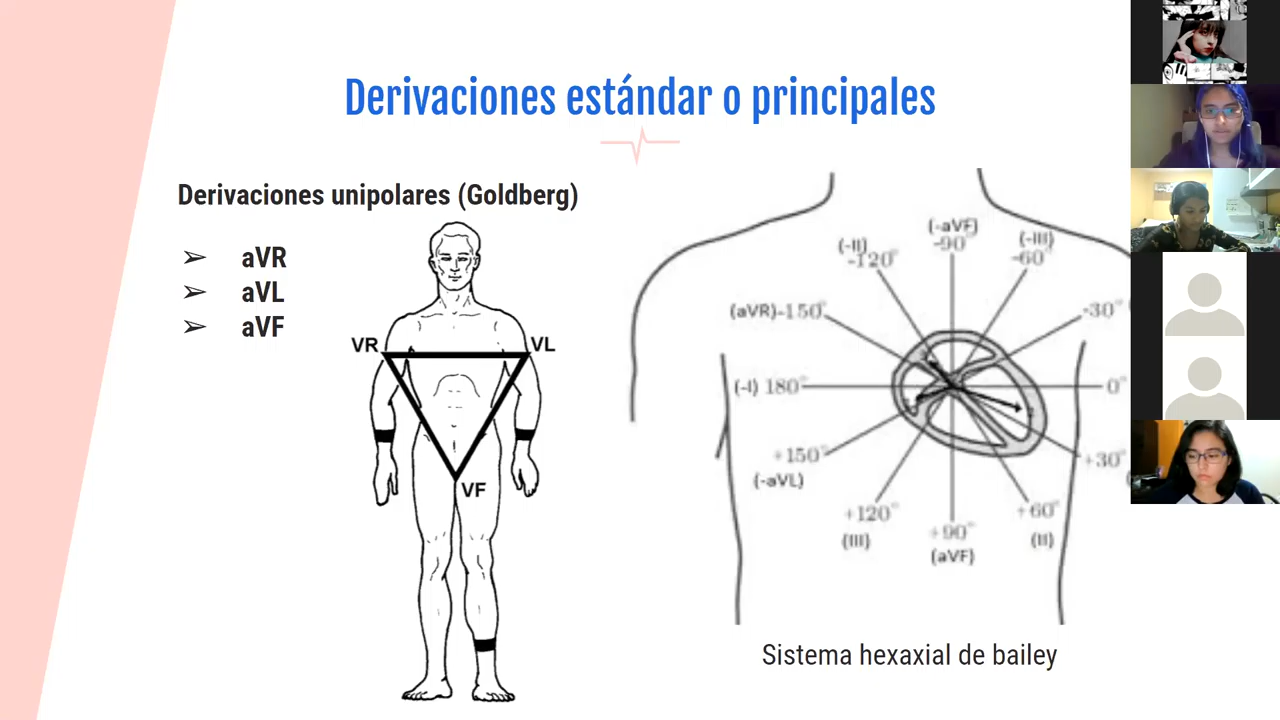 Derivaciones estándar o principales
Derivaciones unipolares (Goldberg)
➢ aVR
➢ aVL
➢ aVF
VR
VL
VF
(-aVF)
-90°
(-II)
-120°
(-III)
-60°
(aVR)-150°
-30°
(-I) 180°
0°
+150°
(-aVL)
+30°
+120°
(III)
+90°
(aVF)
+60°
(II)
Sistema hexaxial de bailey